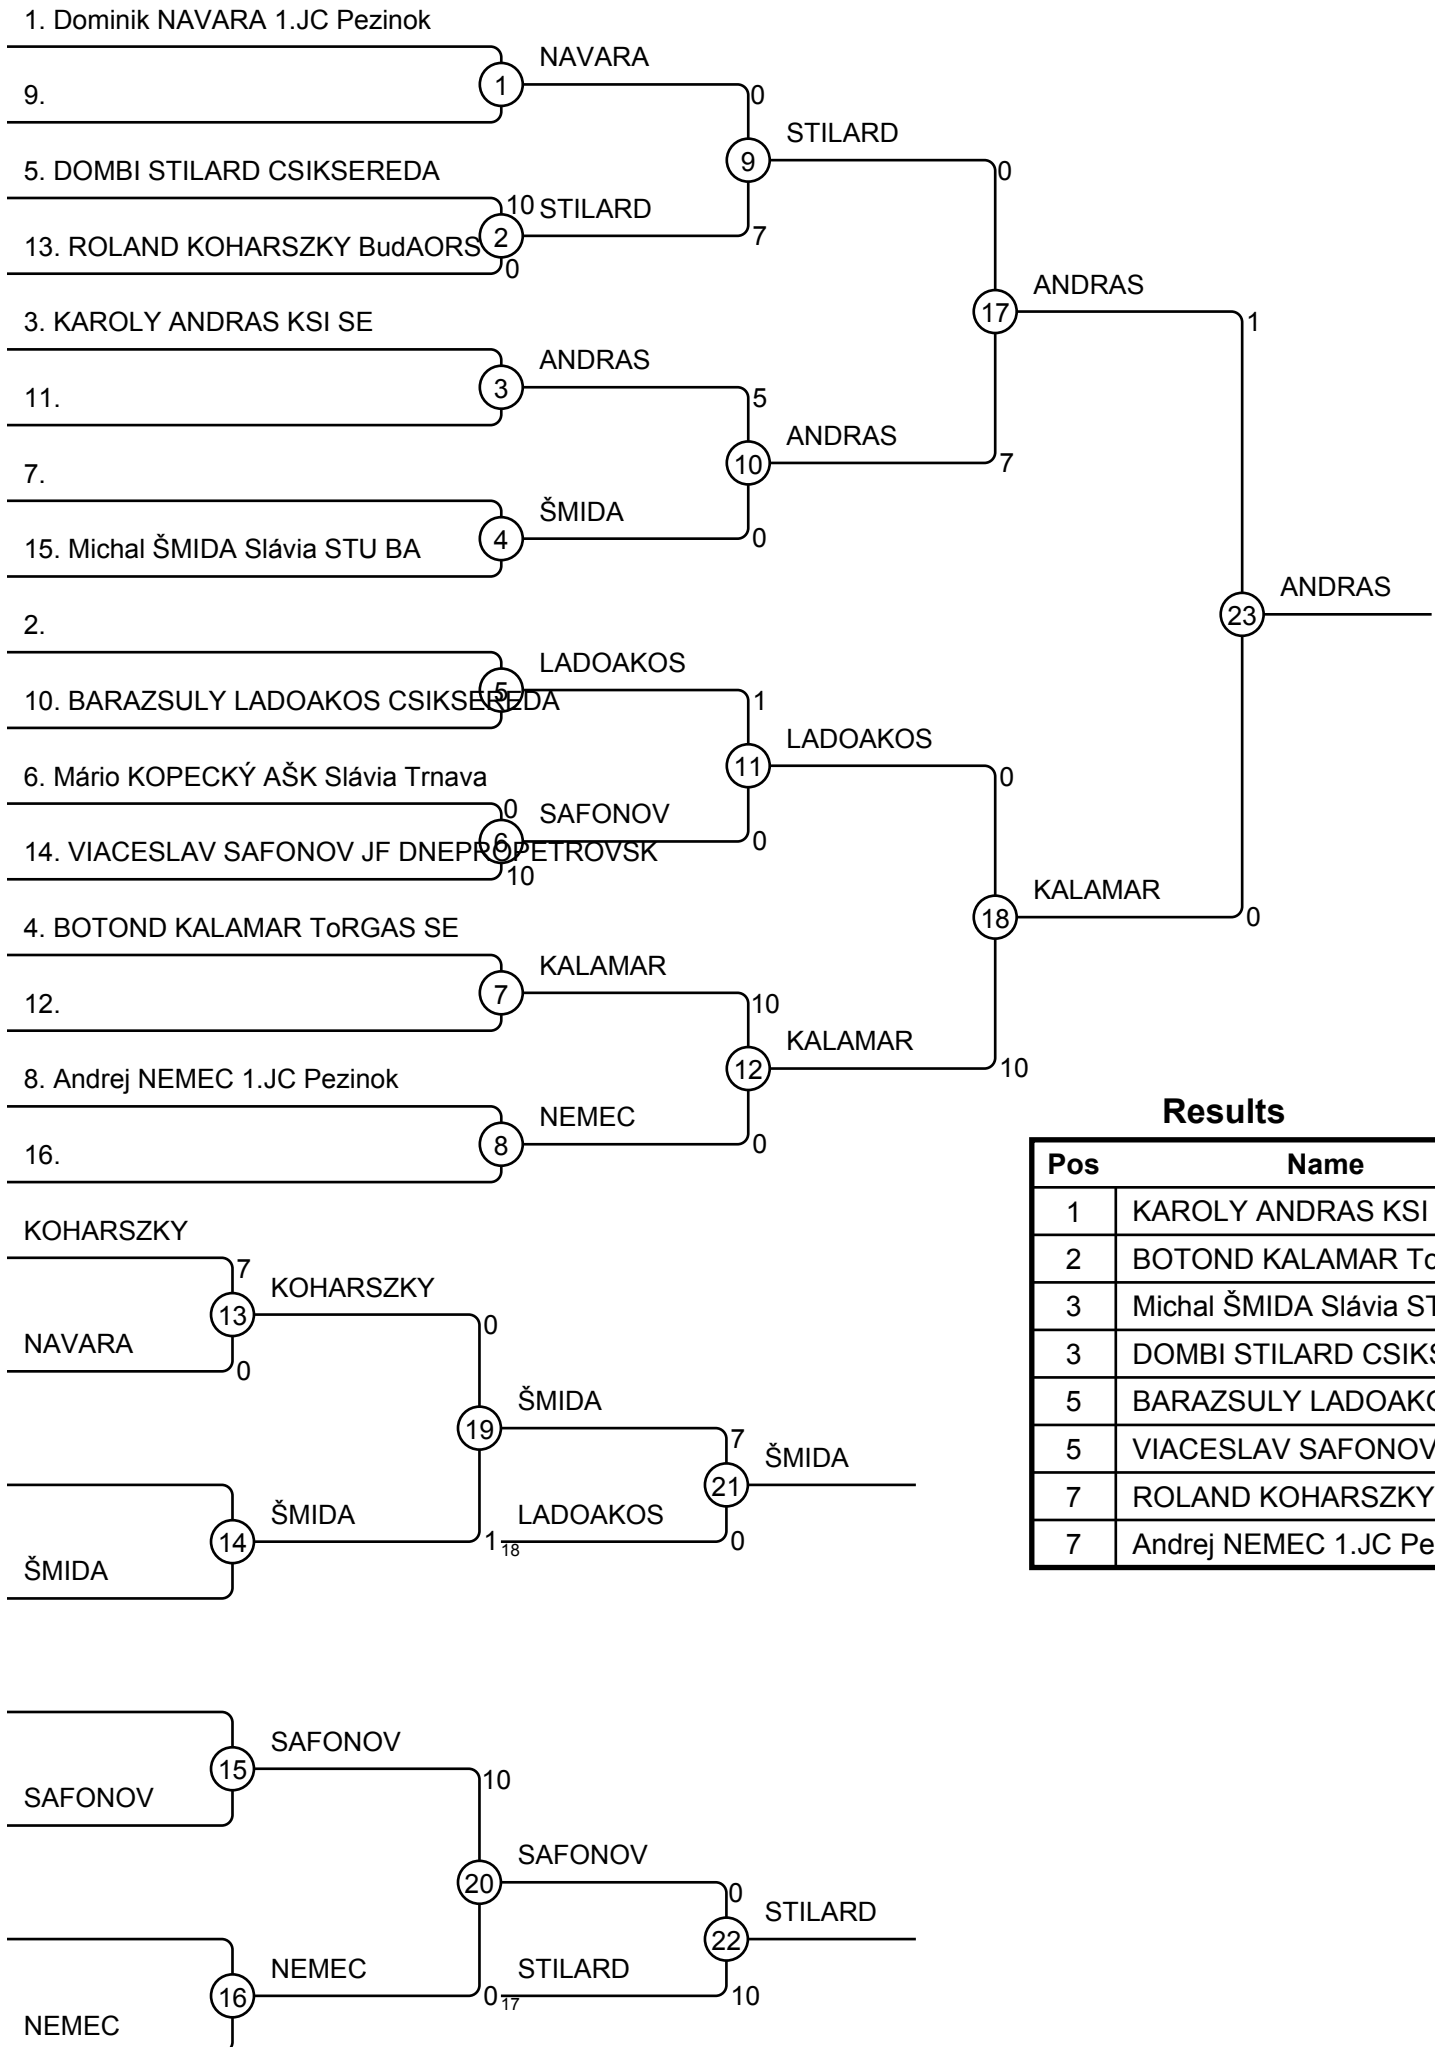 1. Dominik NAVARA 1.JC Pezinok
NAVARA
1
9.
0
STILARD
9
5. DOMBI STILARD CSIKSEREDA
0
10 STILARD
2
7
13. ROLAND KOHARSZKY BudAORS
0
ANDRAS
17
1
3. KAROLY ANDRAS KSI SE
ANDRAS
3
5
11.
ANDRAS
10
7
7.
ŠMIDA
4
0
15. Michal ŠMIDA Slávia STU BA
ANDRAS
23
2.
LADOAKOS
5
1
10. BARAZSULY LADOAKOS CSIKSEREDA
LADOAKOS
11
0
6. Mário KOPECKÝ AŠK Slávia Trnava
0
SAFONOV
6
0
14. VIACESLAV SAFONOV JF DNEPROPETROVSK
10
KALAMAR
18
0
4. BOTOND KALAMAR ToRGAS SE
KALAMAR
7
10
12.
KALAMAR
12
10
8. Andrej NEMEC 1.JC Pezinok
NEMEC
8
0
16.
Results
Pos Name
1 KAROLY ANDRAS KSI
2 BOTOND KALAMAR To
3 Michal ŠMIDA Slávia ST
3 DOMBI STILARD CSIKS
5 BARAZSULY LADOAKO
5 VIACESLAV SAFONOV
7 ROLAND KOHARSZKY
7 Andrej NEMEC 1.JC Pe
KOHARSZKY
7
KOHARSZKY
13
0
NAVARA
0
ŠMIDA
19
7
ŠMIDA
21
ŠMIDA
14
1
18
LADOAKOS
0
ŠMIDA
SAFONOV
15
10
SAFONOV
SAFONOV
20
0
STILARD
22
NEMEC
16
0
17
STILARD
10
NEMEC